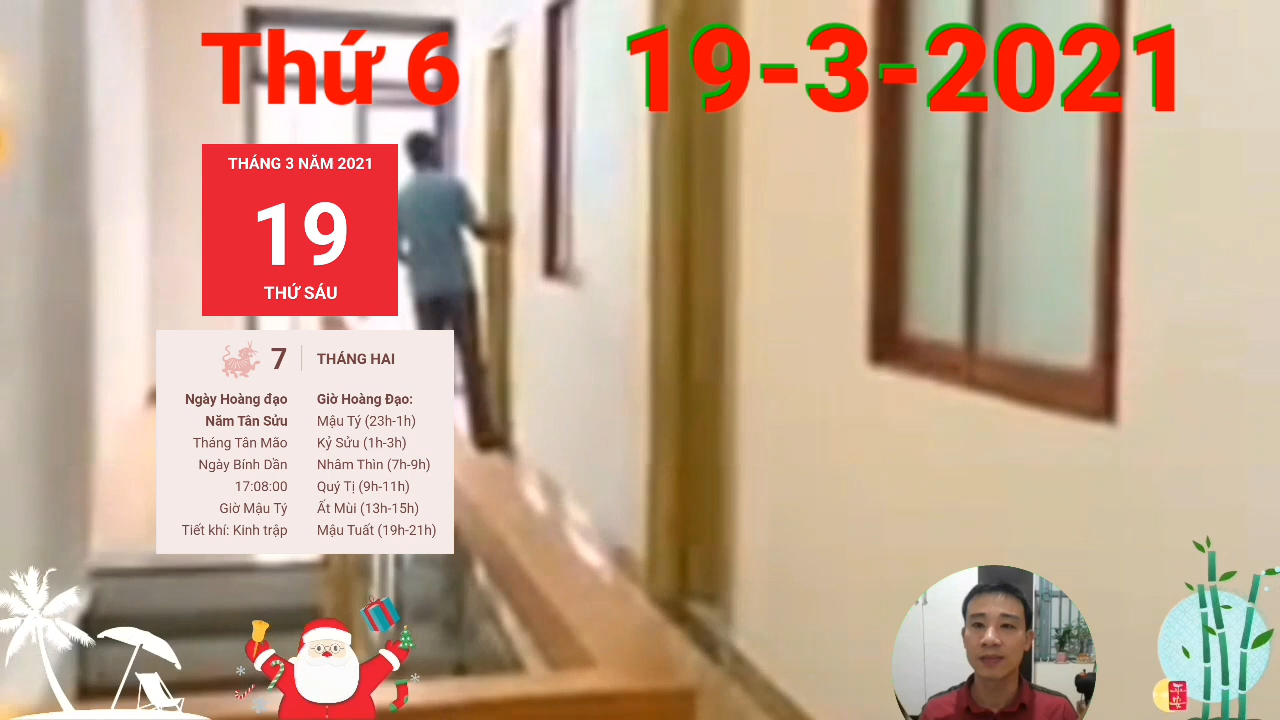 Thứ 6
19-3-2021
THÁNG 3 NĂM 2021
19
THỨ SÁU
7
THÁNG HAI
Ngày Hoàng đạo
Năm Tân Sửu
Tháng Tân Mão
Ngày Bính Dần
17:08:00
Giờ Mậu Tý
Tiết khí: Kinh trập
Giờ Hoàng Đạo:
Mậu Tý (23h-1h)
Kỷ Sửu (1h-3h)
Nhâm Thìn (7h-9h)
Quý Tị (9h-11h)
Ất Mùi (13h-15h)
Mậu Tuất (19h-21h)